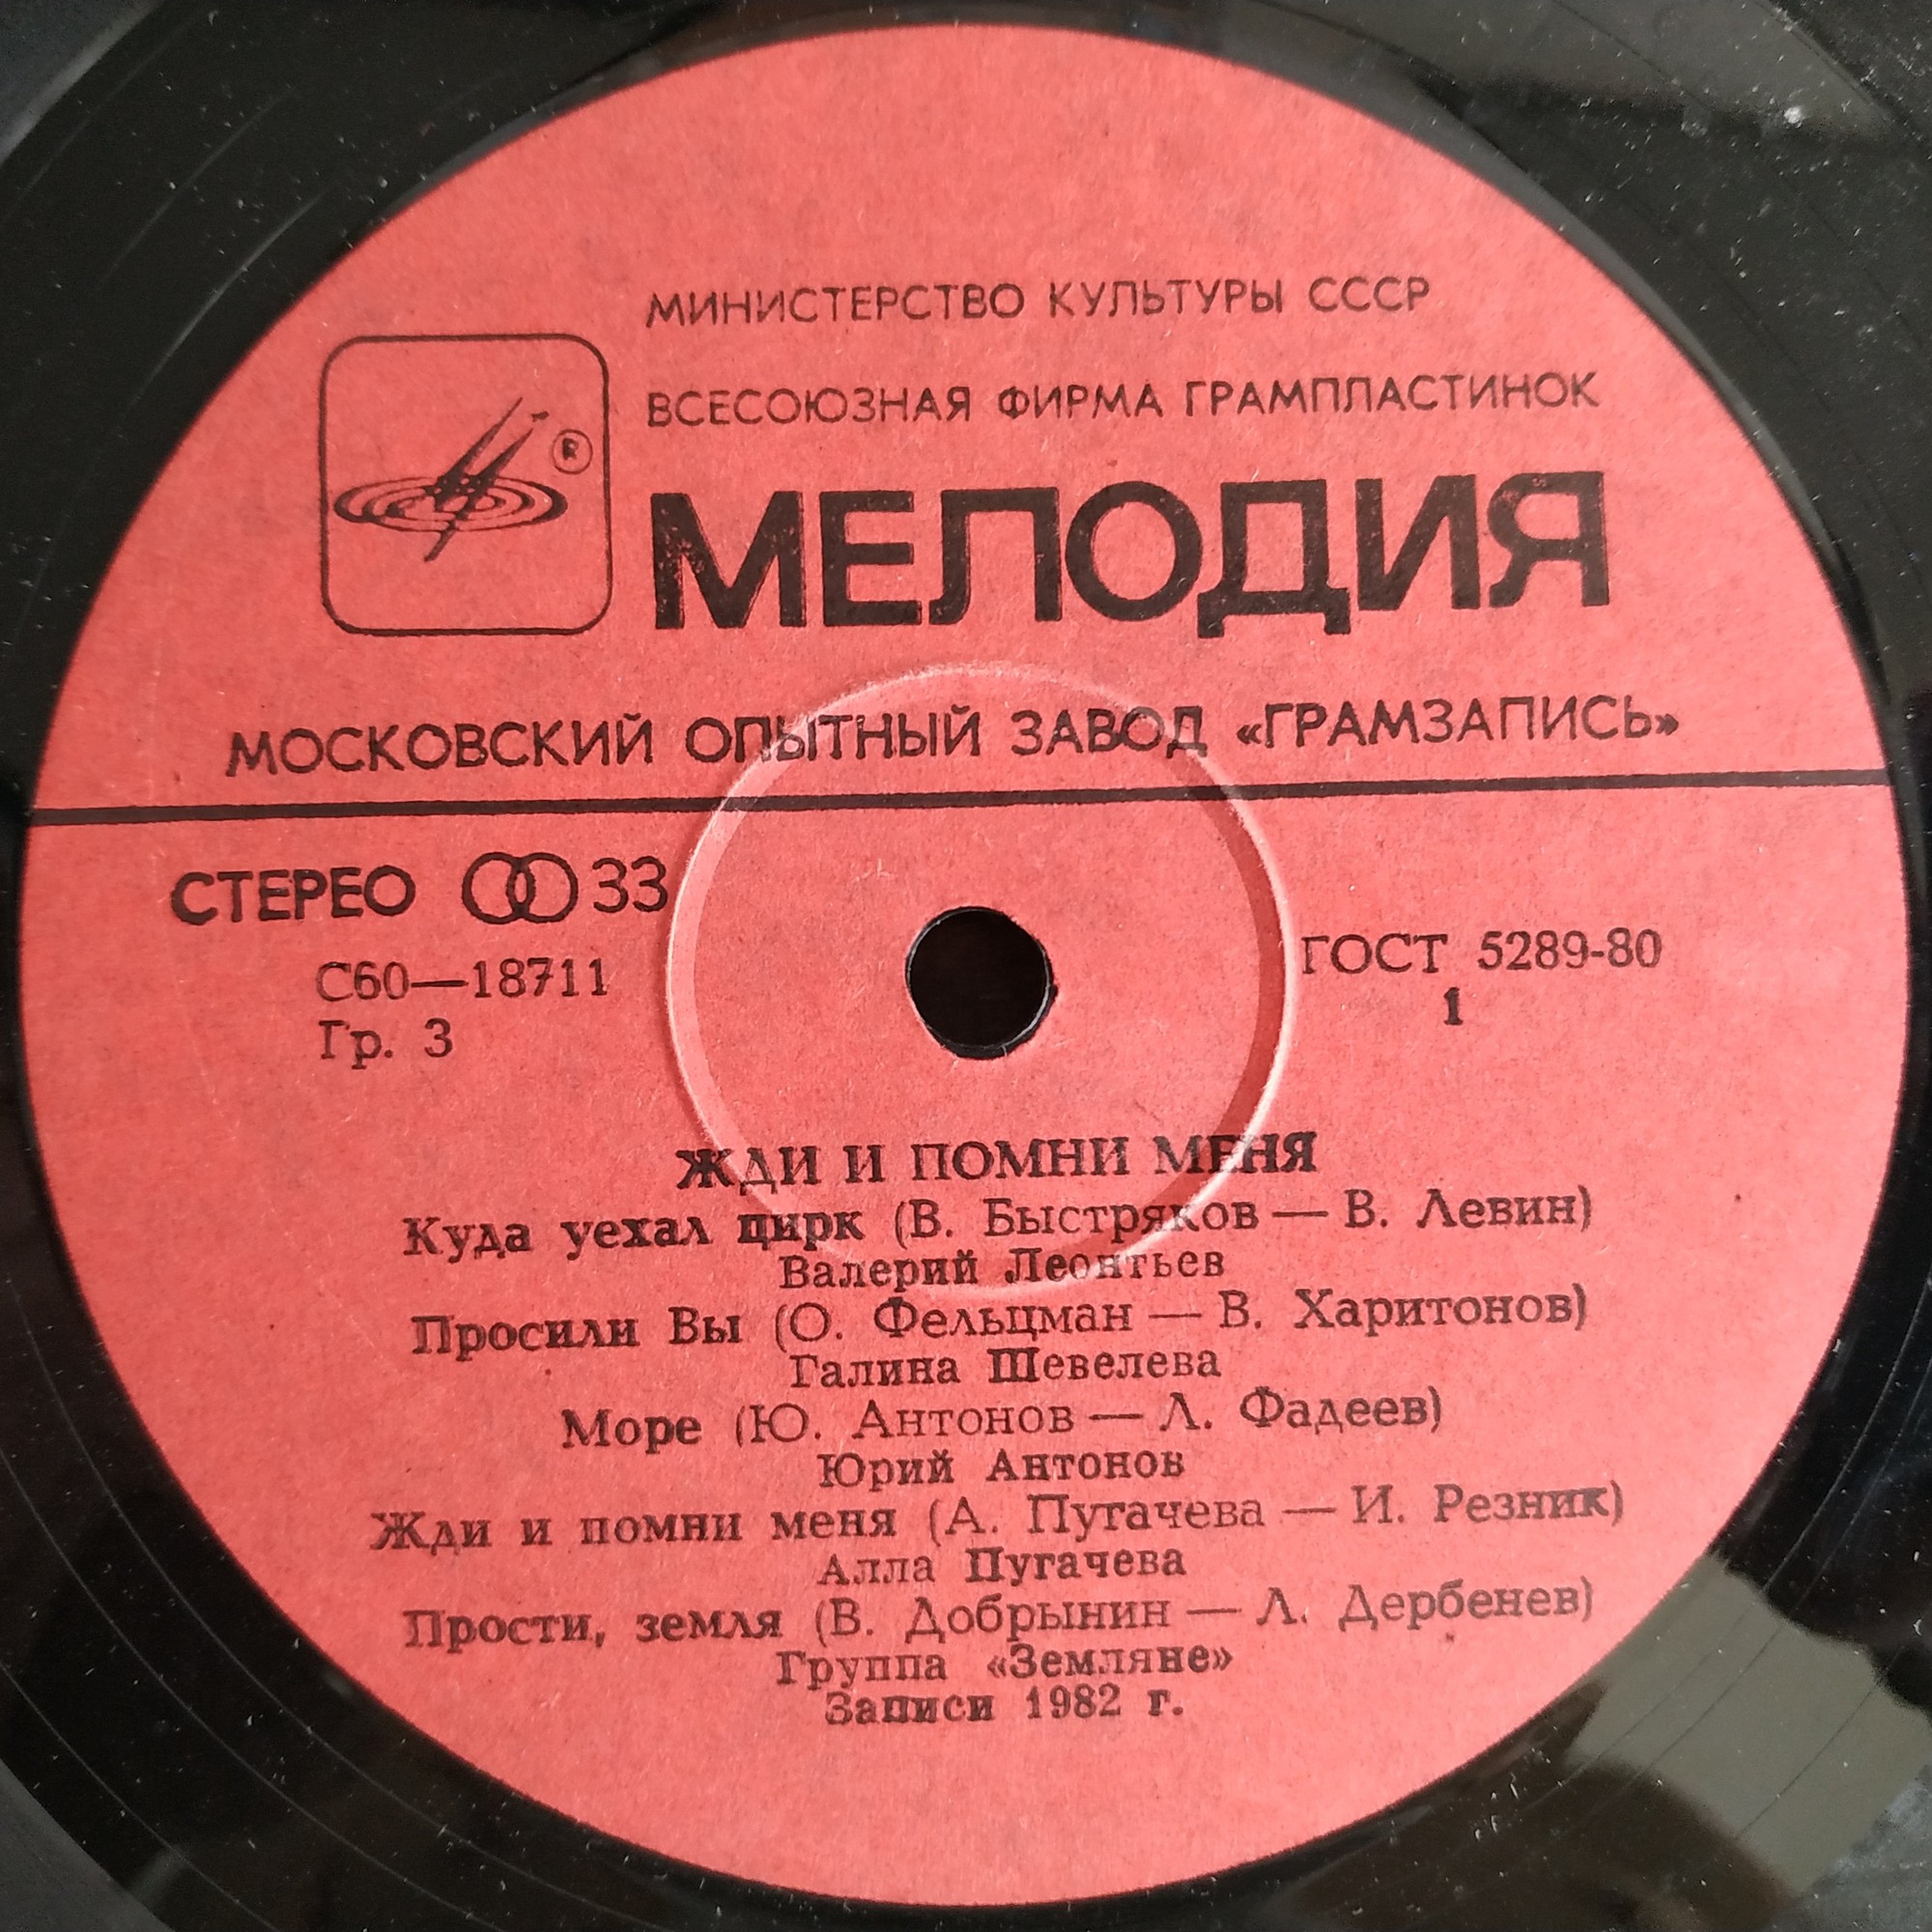 МИНИСТЕРСТВО КУЛЬТУРЫ СССР
ВСЕСОЮЗНАЯ ФИРМА ГРАМПЛАСТИНОК
®
МЕЛОДИЯ
МОСКОВСКИЙ ОПЫТНЫЙ ЗАВОД «ГРАМЗАПИСЬ»
СТЕРЕО 33
С60—18711
ГОСТ 5289-80
Гр. 3
1
ЖДИ И ПОМНИ МЕНЯ
Куда уехал цирк (В. Быстряков — В. Левин)
Валерий Леонтьев
Просили Вы (О. Фельцман — В. Харитонов)
Галина Шевелева
Море (Ю. Антонов — Л. Фадеев)
Юрий Антонов
Жди и помни меня (А. Пугачева — И. Резник)
Алла Пугачева
Прости, земля (В. Добрынин — Л. Дербенев)
Группа «Земляне»
Записи 1982 г.